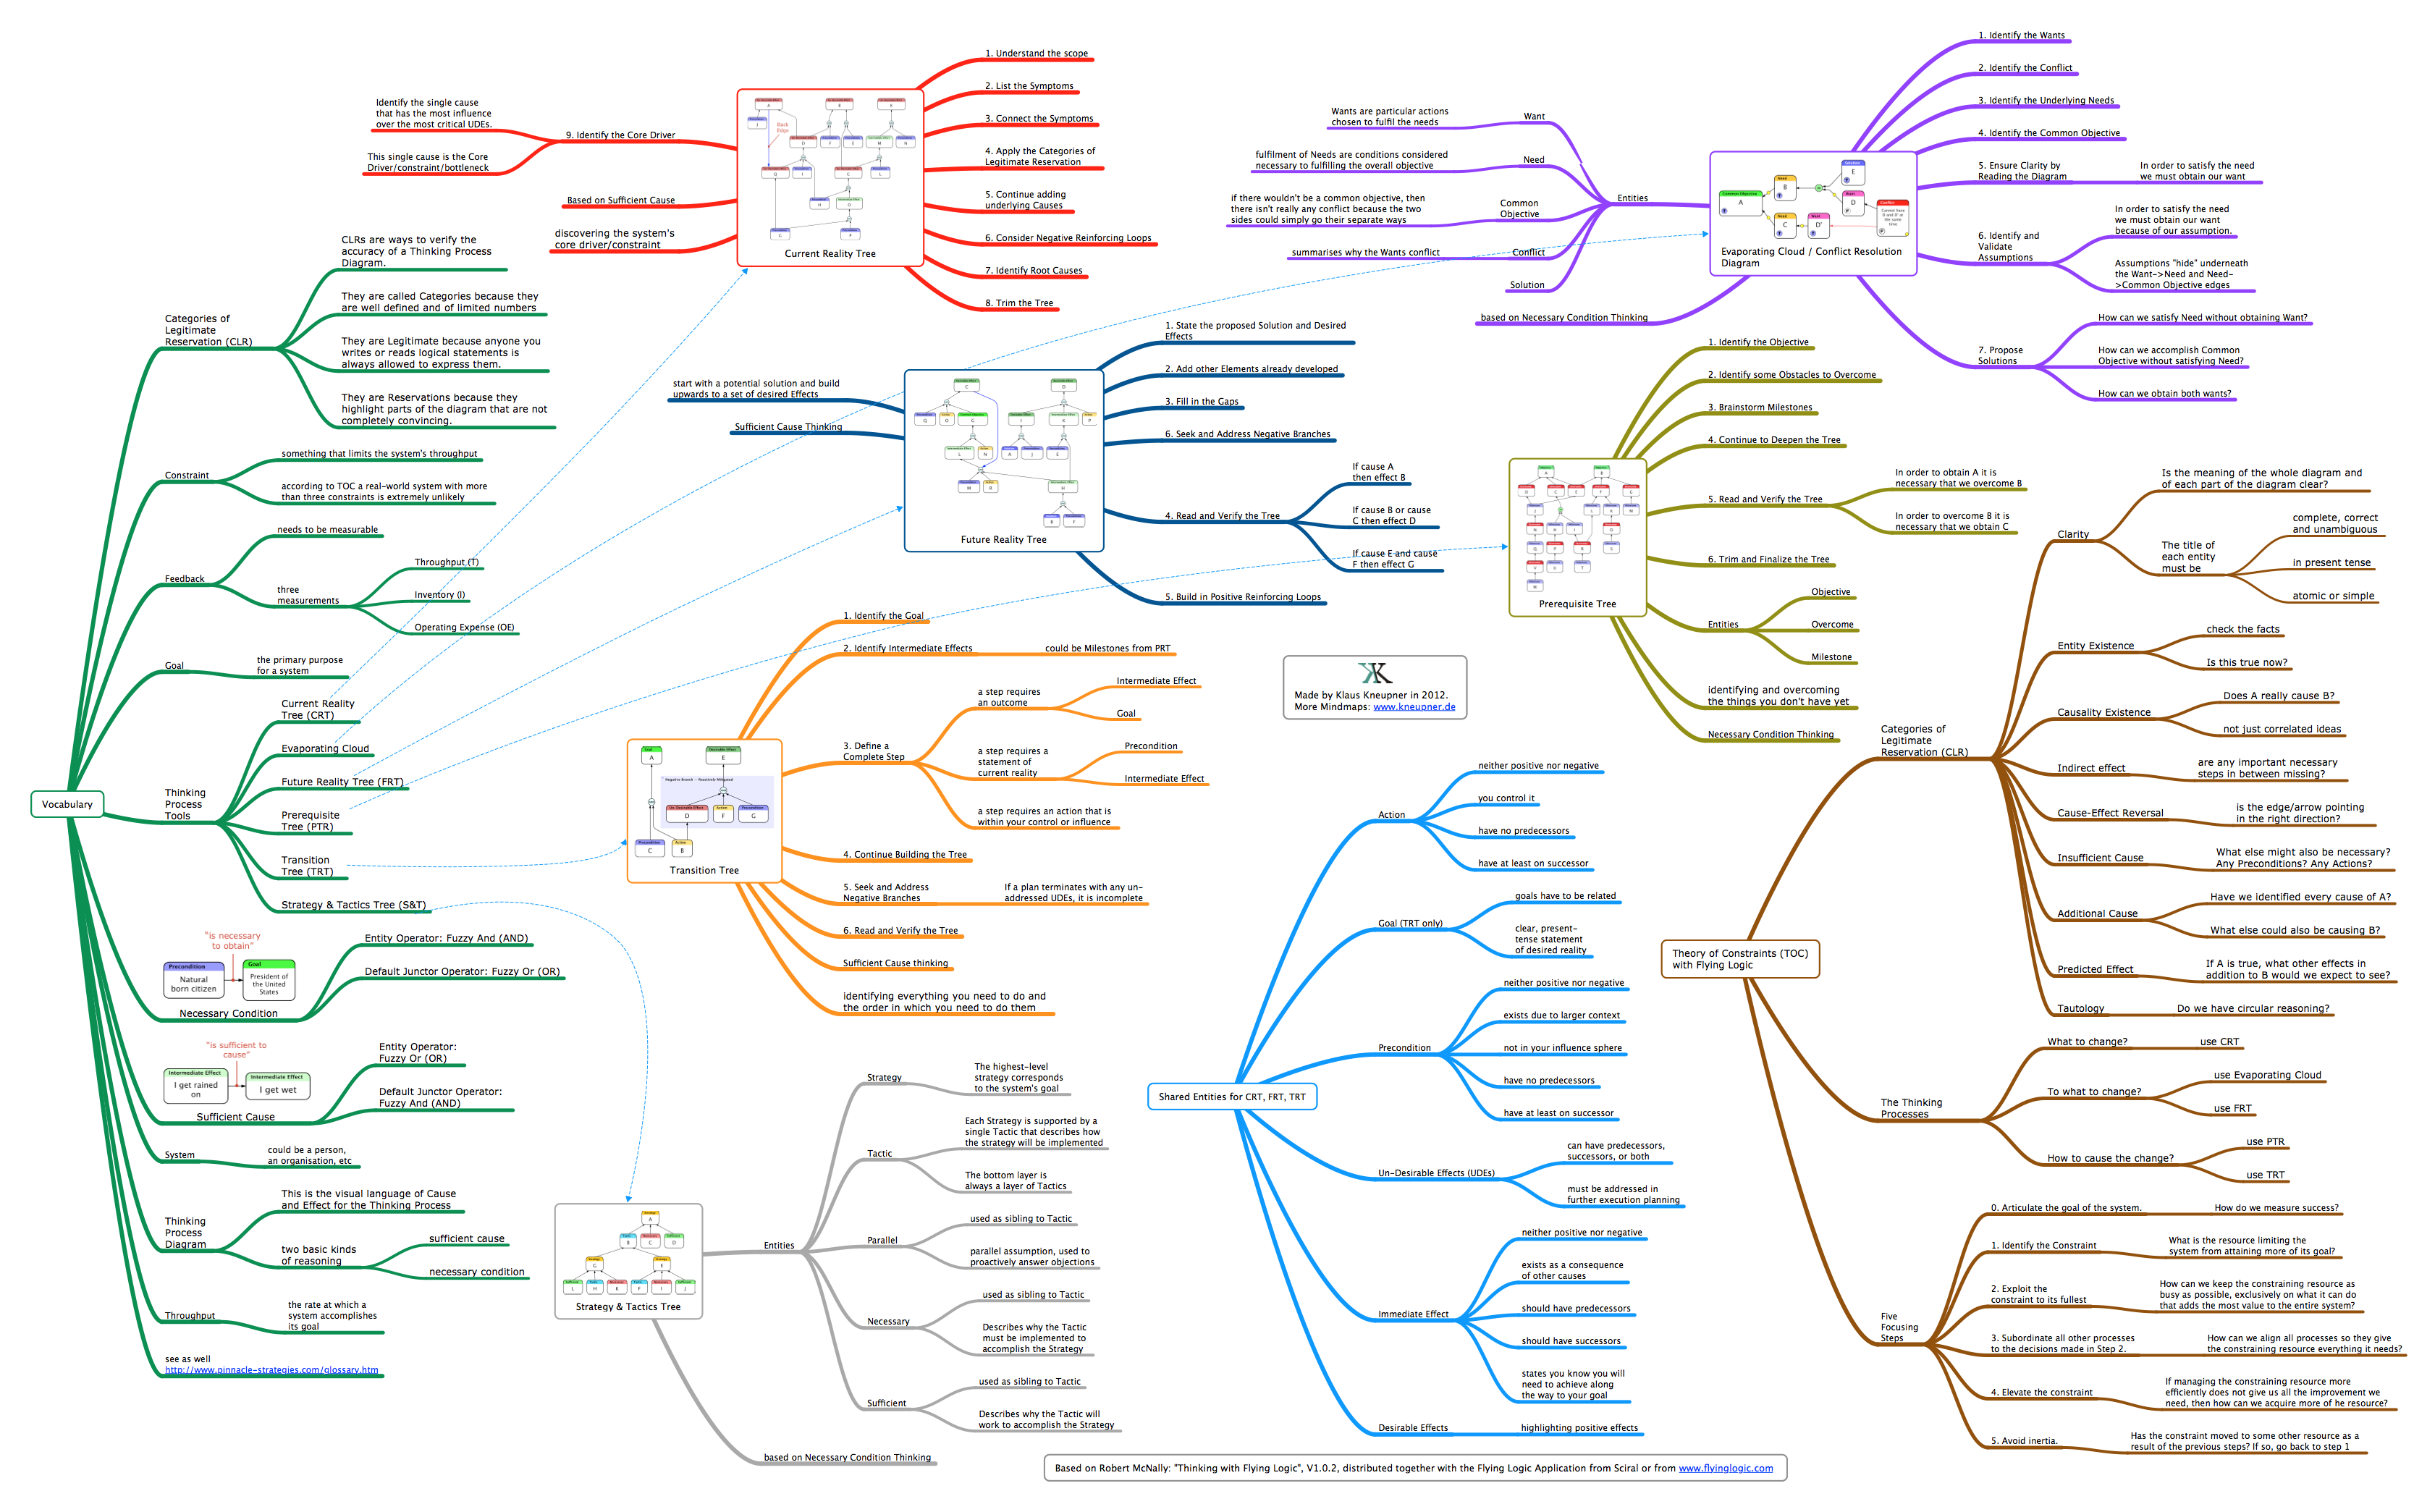 Identify the single cause
that has the most influence
over the most critical UDEs.
This single cause is the Core
Driver/constraint/bottleneck
9. Identify the Core Driver
Based on Sufficient Cause
discovering the system's
core driver/constraint
Back
Edge
Current Reality Tree
1. Understand the scope
2. List the Symptoms
3. Connect the Symptoms
4. Apply the Categories of
Legitimate Reservation
5. Continue adding
underlying Causes
6. Consider Negative Reinforcing Loops
7. Identify Root Causes
8. Trim the Tree
Wants are particular actions
chosen to fulfil the needs
Want
fulfilment of Needs are conditions considered
necessary to fulfilling the overall objective
Need
if there wouldn't be a common objective, then
there isn't really any conflict because the two
sides could simply go their separate ways
Common
Objective
summarises why the Wants conflict
Conflict
Solution
Entities
based on Necessary Condition Thinking
Common Objective
A
Need
B
Need
C
Solution
E
Want
D
Want
D'
Conflict
Cannot have
D and D' at
the same
time
Evaporating Cloud / Conflict Resolution
Diagram
1. Identify the Wants
2. Identify the Conflict
3. Identify the Underlying Needs
4. Identify the Common Objective
5. Ensure Clarity by
Reading the Diagram
In order to satisfy the need
we must obtain our want
6. Identify and
Validate
Assumptions
In order to satisfy the need
we must obtain our want
because of our assumption.
Assumptions "hide" underneath
the Want->Need and Need-
>Common Objective edges
7. Propose
Solutions
How can we satisfy Need without obtaining Want?
How can we accomplish Common
Objective without satisfying Need?
How can we obtain both wants?
start with a potential solution and build
upwards to a set of desired Effects
Sufficient Cause Thinking
Future Reality Tree
1. State the proposed Solution and Desired
Effects
2. Add other Elements already developed
3. Fill in the Gaps
6. Seek and Address Negative Branches
4. Read and Verify the Tree
If cause A
then effect B
If cause B or cause
C then effect D
If cause E and cause
F then effect G
5. Build in Positive Reinforcing Loops
Prerequisite Tree
1. Identify the Objective
2. Identify some Obstacles to Overcome
3. Brainstorm Milestones
4. Continue to Deepen the Tree
5. Read and Verify the Tree
In order to obtain A it is
necessary that we overcome B
In order to overcome B it is
necessary that we obtain C
6. Trim and Finalize the Tree
Entities
Objective
Overcome
Milestone
identifying and overcoming
the things you don't have yet
Necessary Condition Thinking
Vocabulary
Categories of
Legitimate
Reservation (CLR)
CLRs are ways to verify the
accuracy of a Thinking Process
Diagram.
They are called Categories because they
are well defined and of limited numbers
They are Legitimate because anyone you
writes or reads logical statements is
always allowed to express them.
They are Reservations because they
highlight parts of the diagram that are not
completely convincing.
Constraint
something that limits the system's throughput
according to TOC a real-world system with more
than three constraints is extremely unlikely
Feedback
needs to be measurable
three
measurements
Throughput (T)
Inventory (I)
Operating Expense (OE)
Goal
the primary purpose
for a system
Thinking
Process
Tools
Current Reality
Tree (CRT)
Evaporating Cloud
Future Reality Tree (FRT)
Prerequisite
Tree (PTR)
Transition
Tree (TRT)
Strategy & Tactics Tree (S&T)
"is necessary
to obtain"
Precondition
Natural
born citizen
Goal
President of
the United
States
Necessary Condition
Entity Operator: Fuzzy And (AND)
Default Junctor Operator: Fuzzy Or (OR)
"is sufficient to
cause"
Intermediate Effect
I get rained
on
Intermediate Effect
I get wet
Sufficient Cause
Entity Operator:
Fuzzy Or (OR)
Default Junctor Operator:
Fuzzy And (AND)
System
could be a person,
an organisation, etc
Thinking
Process
Diagram
This is the visual language of Cause
and Effect for the Thinking Process
two basic kinds
of reasoning
sufficient cause
necessary condition
Throughput
the rate at which a
system accomplishes
its goal
see as well
http://www.pinnacle-strategies.com/glossary.htm
Goal
A
Desirable Effect
E
Negative Branch -- Reactively Mitigated
Un-Desirable Effect
D
Action
F
Precondition
G
Precondition
C
Action
B
Transition Tree
1. Identify the Goal
2. Identify Intermediate Effects
could be Milestones from PRT
3. Define a
Complete Step
a step requires
an outcome
Intermediate Effect
Goal
a step requires a
statement of
current reality
Precondition
Intermediate Effect
a step requires an action that is
within your control or influence
4. Continue Building the Tree
5. Seek and Address
Negative Branches
If a plan terminates with any un-
addressed UDEs, it is incomplete
6. Read and Verify the Tree
Sufficient Cause thinking
identifying everything you need to do and
the order in which you need to do them
KK
Made by Klaus Kneupner in 2012.
More Mindmaps: www.kneupner.de
Strategy & Tactics Tree
Entities
Strategy
The highest-level
strategy corresponds
to the system's goal
Tactic
Each Strategy is supported by a
single Tactic that describes how
the strategy will be implemented
The bottom layer is
always a layer of Tactics
Parallel
used as sibling to Tactic
parallel assumption, used to
proactively answer objections
Necessary
used as sibling to Tactic
Describes why the Tactic
must be implemented to
accomplish the Strategy
Sufficient
used as sibling to Tactic
Describes why the Tactic will
work to accomplish the Strategy
based on Necessary Condition Thinking
Shared Entities for CRT, FRT, TRT
Action
neither positive nor negative
you control it
have no predecessors
have at least on successor
Goal (TRT only)
goals have to be related
clear, present-
tense statement
of desired reality
Precondition
neither positive nor negative
exists due to larger context
not in your influence sphere
have no predecessors
have at least on successor
Un-Desirable Effects (UDEs)
can have predecessors,
successors, or both
must be addressed in
further execution planning
Immediate Effect
neither positive nor negative
exists as a consequence
of other causes
should have predecessors
should have successors
states you know you will
need to achieve along
the way to your goal
Desirable Effects
highlighting positive effects
Theory of Constraints (TOC)
with Flying Logic
Categories of
Legitimate
Reservation (CLR)
Clarity
Is the meaning of the whole diagram and
of each part of the diagram clear?
The title of
each entity
must be
complete, correct
and unambiguous
in present tense
atomic or simple
Entity Existence
check the facts
Is this true now?
Causality Existence
Does A really cause B?
not just correlated ideas
Indirect effect
are any important necessary
steps in between missing?
Cause-Effect Reversal
is the edge/arrow pointing
in the right direction?
Insufficient Cause
What else might also be necessary?
Any Preconditions? Any Actions?
Additional Cause
Have we identified every cause of A?
What else could also be causing B?
Predicted Effect
If A is true, what other effects in
addition to B would we expect to see?
Tautology
Do we have circular reasoning?
The Thinking
Processes
What to change?
use CRT
To what to change?
use Evaporating Cloud
use FRT
How to cause the change?
use PTR
use TRT
Five
Focusing
Steps
0. Articulate the goal of the system.
How do we measure success?
1. Identify the Constraint
What is the resource limiting the
system from attaining more of its goal?
2. Exploit the
constraint to its fullest
How can we keep the constraining resource as
busy as possible, exclusively on what it can do
that adds the most value to the entire system?
3. Subordinate all other processes
to the decisions made in Step 2.
How can we align all processes so they give
the constraining resource everything it needs?
4. Elevate the constraint
If managing the constraining resource more
efficiently does not give us all the improvement we
need, then how can we acquire more of he resource?
5. Avoid inertia.
Has the constraint moved to some other resource as a
result of the previous steps? If so, go back to step 1
Based on Robert McNally: "Thinking with Flying Logic", V1.0.2, distributed together with the Flying Logic Application from Sciral or from www.flyinglogic.com